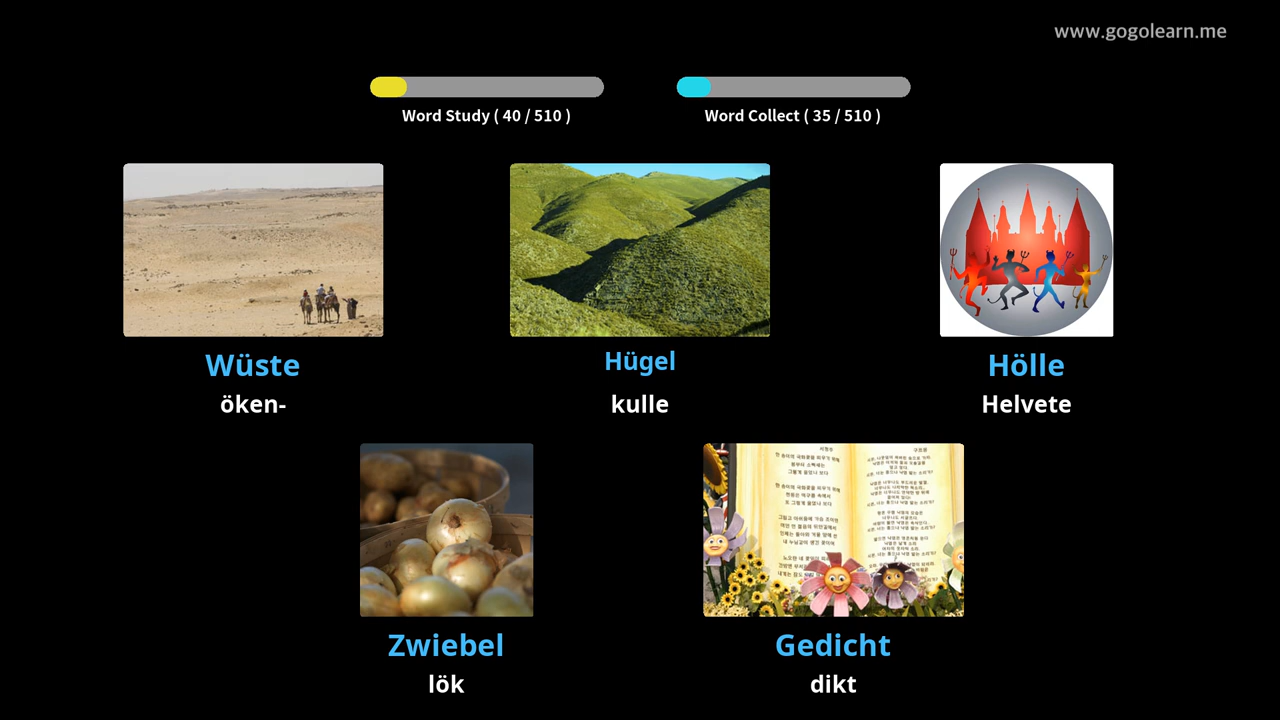 www.gogolearn.me
Word Study ( 40 / 510 )
Word Collect ( 35 / 510 )
Wüste
öken-
Hügel
kulle
Hölle
Helvete
Zwiebel
lök
Gedicht
dikt